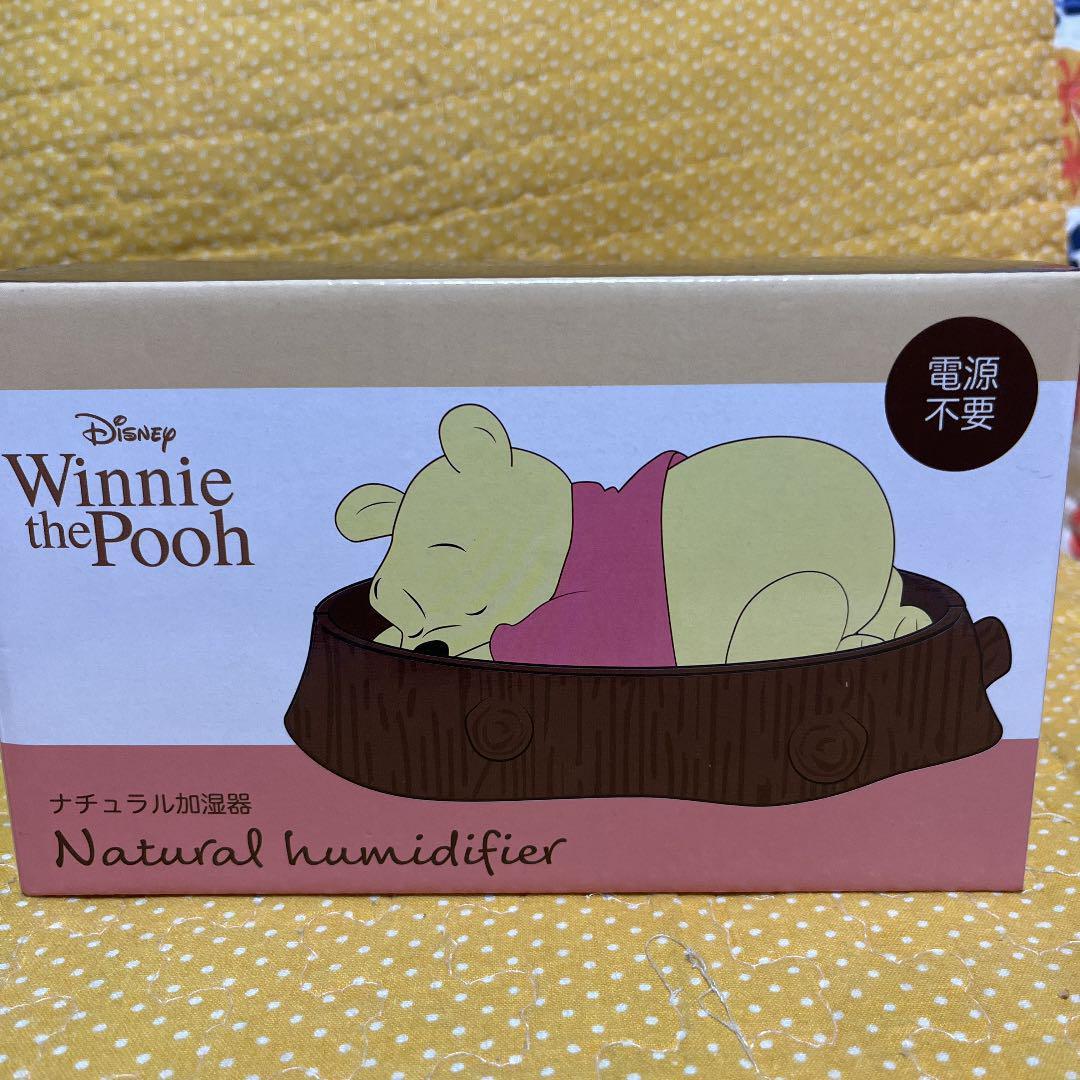 電源
不要
Disney
Winnie
the Pooh
ナチュラル加湿器
Natural humidifier